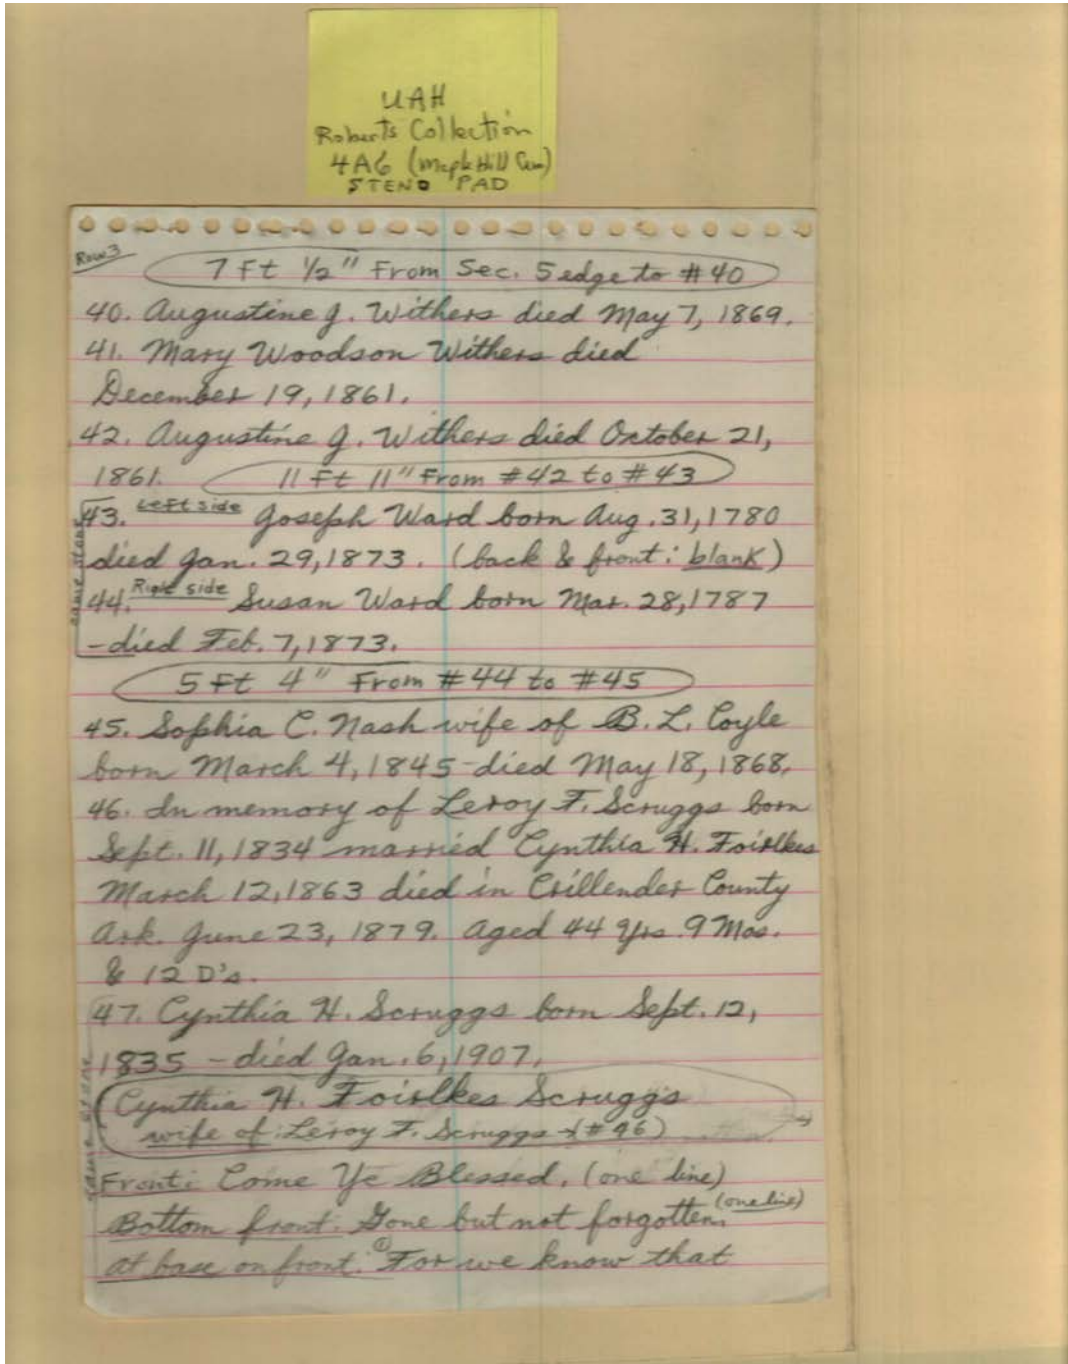 UAH
Roberts Collection
4A6 (Maple Hill Cem)
STENO PAD
Row 3
7 Ft ½" From Sec. 5 edge to #40
40. Augustine J. Withers died May 7, 1869.
41. Mary Woodson Withers died
December 19, 1861.
42. Augustine J. Withers died October 21,
1861.
11 Ft 11" From #42 to #43
same stone
43. Left side Joseph Ward born Aug. 31, 1780
died Jan. 29, 1873. (back & front: blank)
44. Right side Susan Ward born Mar. 28, 1787
- died Feb. 7, 1873.
5 Ft 4" From #44 to #45
45. Sophia C. Nash wife of B. L. Coyle
born March 4, 1845 - died May 18, 1868.
46. In memory of Leroy F. Scruggs born
Sept. 11, 1834 married Cynthia H. Foirlkes
March 12, 1863 died in Crillender County
Ark. June 23, 1879. Aged 44 Yrs. 9 Mos.
& 12 D's.
same stone
47. Cynthia H. Scruggs born Sept. 12,
1835 - died Jan. 6, 1907.
Cynthia H. Foirlkes Scruggs
wife of: Leroy F. Scruggs (#46)
Front: Come Ye Blessed. (one line)
Bottom front: Gone but not forgotten. (one line)
at base on front: ① For we know that